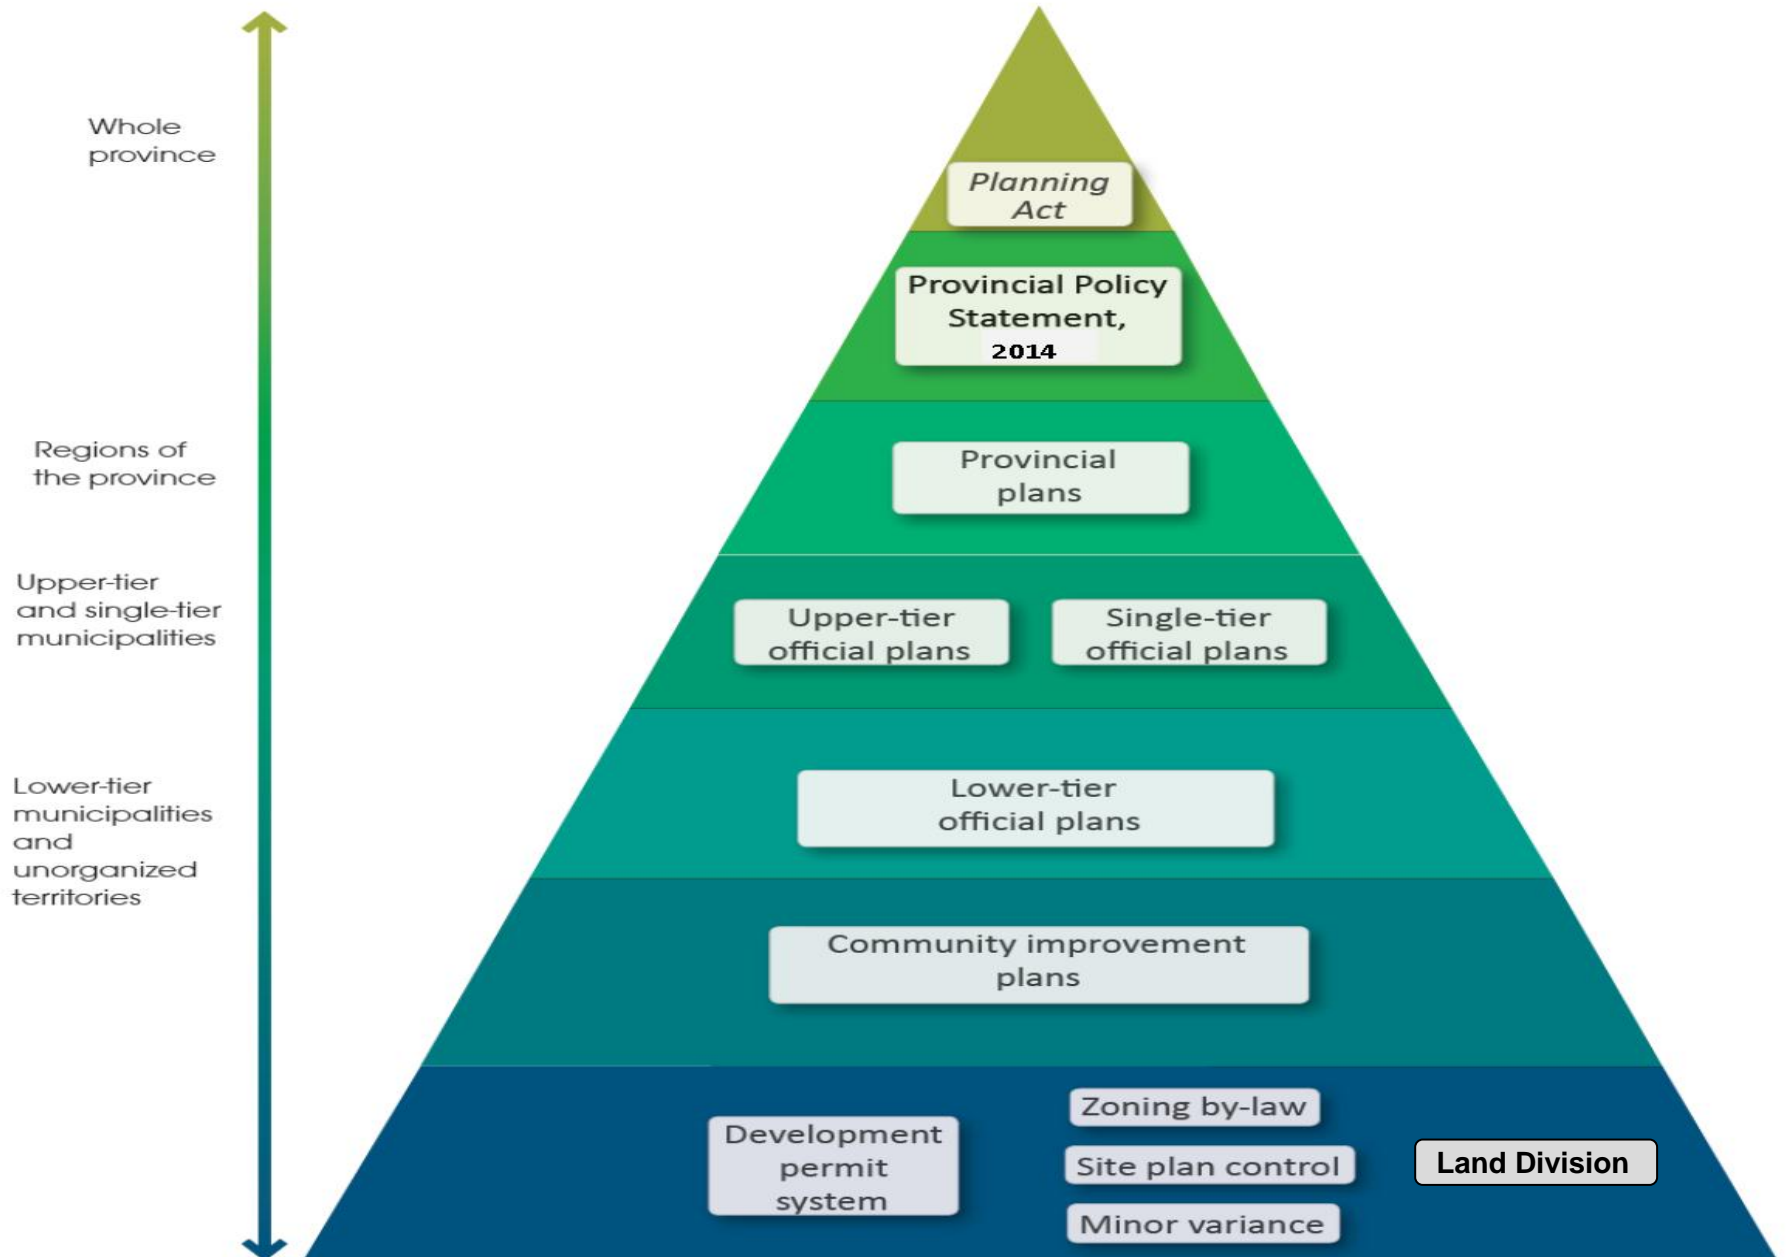 Whole
province
Planning
Act
Provincial Policy
Statement,
2014
Regions of
the province
Provincial
plans
Upper-tier
and single-tier
municipalities
Upper-tier
official plans
Single-tier
official plans
Lower-tier
municipalities
and
unorganized
territories
Lower-tier
official plans
Community improvement
plans
Development
permit
system
Zoning by-law
Site plan control
Minor variance
Land Division